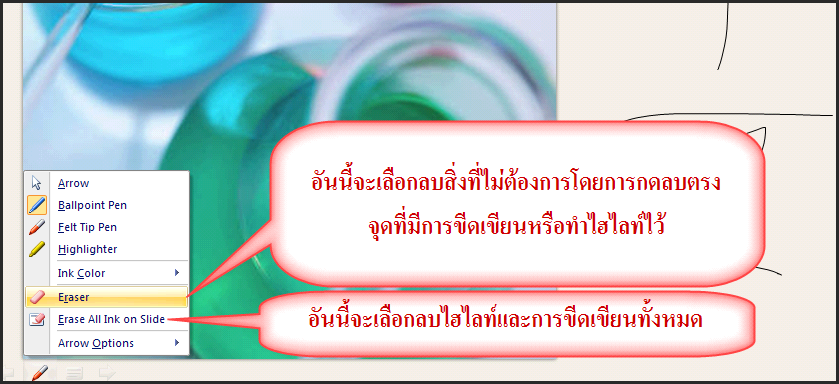 อันนี้จะเลือกลบสิ่งที่ไม่ต้องการโดยการกดลบตรง
จุดที่มีการขีดเขียนหรือทำไฮไลท์ไว้
Arrow
Ballpoint Pen
Felt Tip Pen
Highlighter
Ink Color
Eraser
Erase All Ink on Slide
Arrow Options
อันนี้จะเลือกลบไฮไลท์และการขีดเขียนทั้งหมด